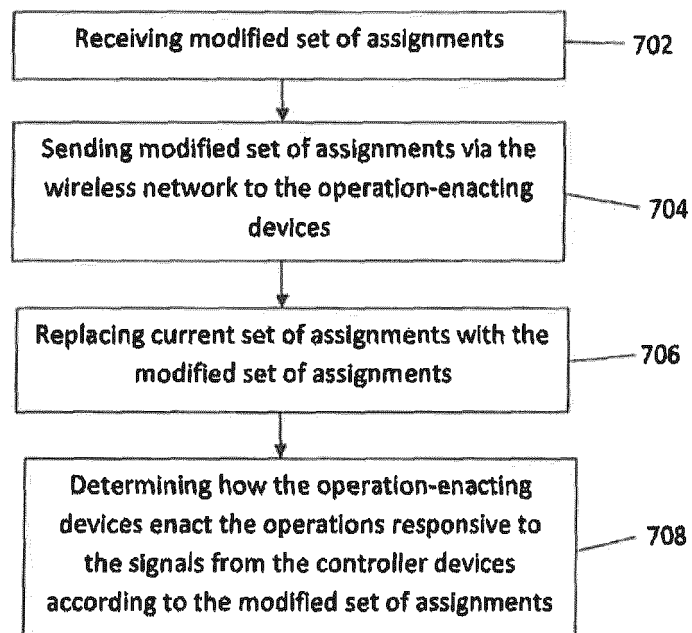 Receiving modified set of assignments
702
Sending modified set of assignments via the
wireless network to the operation-enacting
devices
704
Replacing current set of assignments with the
modified set of assignments
706
Determining how the operation-enacting
devices enact the operations responsive to
the signals from the controller devices
according to the modified set of assignments
708